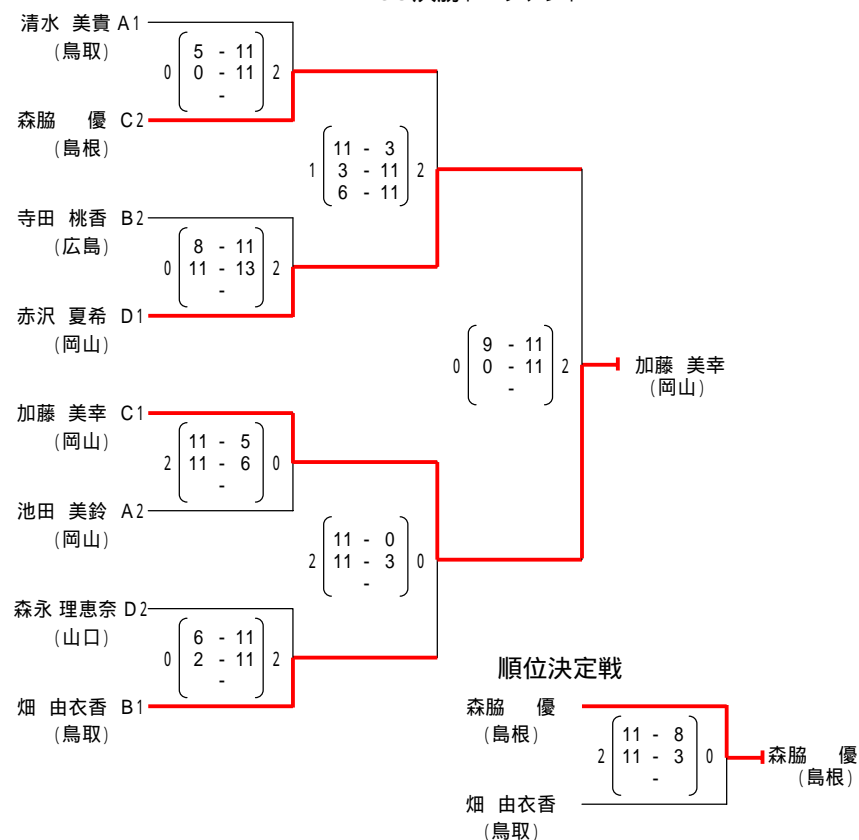 清水 美貴 A1
(鳥取)
0 5 - 11 2
0 - 11
-
森脇 優 C2
(島根)
1 11 - 3 2
3 - 11
6 - 11
寺田 桃香 B2
(広島)
0 8 - 11 2
11 - 13
-
赤沢 夏希 D1
(岡山)
0 9 - 11 2
0 - 11
-
加藤 美幸
(岡山)
加藤 美幸 C1
(岡山)
2 11 - 5 0
11 - 6
-
池田 美鈴 A2
(岡山)
2 11 - 0 0
11 - 3
-
森永 理恵奈 D2
(山口)
0 6 - 11 2
2 - 11
-
畑 由衣香 B1
(鳥取)
順位決定戦
森脇 優
(島根)
2 11 - 8 0
11 - 3
-
森脇 優
(島根)
畑 由衣香
(鳥取)